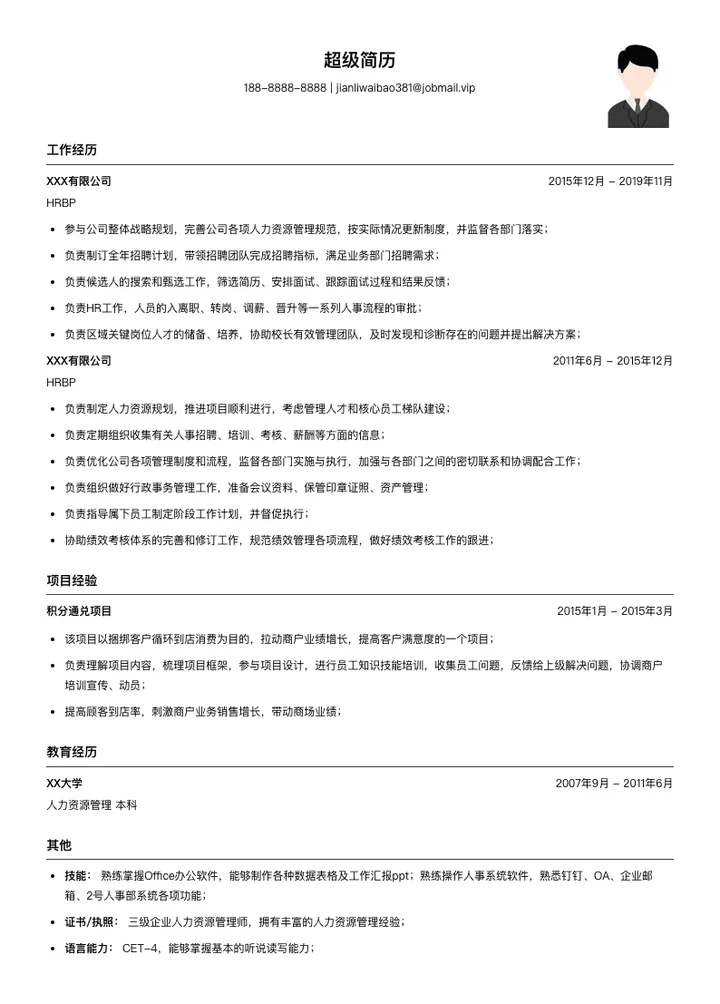 超级简历
188-8888-8888 | jianliwaibao381@jobmail.vip
工作经历
XXX有限公司 2015年12月 – 2019年11月
HRBP
• 参与公司整体战略规划，完善公司各项人力资源管理规范，按实际情况更新制度，并监督各部门落实；
• 负责制订全年招聘计划，带领招聘团队完成招聘指标，满足业务部门招聘需求；
• 负责候选人的搜索和甄选工作，筛选简历、安排面试、跟踪面试过程和结果反馈；
• 负责HR工作，人员的入离职、转岗、调薪、晋升等一系列人事流程的审批；
• 负责区域关键岗位人才的储备、培养，协助校长有效管理团队，及时发现和诊断存在的问题并提出解决方案；
XXX有限公司 2011年6月 – 2015年12月
HRBP
• 负责制定人力资源规划，推进项目顺利进行，考虑管理人才和核心员工梯队建设；
• 负责定期组织收集有关人事招聘、培训、考核、薪酬等方面的信息；
• 负责优化公司各项管理制度和流程，监督各部门实施与执行，加强与各部门之间的密切联系和协调配合工作；
• 负责组织做好行政事务管理工作，准备会议资料、保管印章证照、资产管理；
• 负责指导属下员工制定阶段工作计划，并督促执行；
• 协助绩效考核体系的完善和修订工作，规范绩效管理各项流程，做好绩效考核工作的跟进；
项目经验
积分通兑项目 2015年1月 – 2015年3月
• 该项目以捆绑客户循环到店消费为目的，拉动商户业绩增长，提高客户满意度的一个项目；
• 负责理解项目内容，梳理项目框架，参与项目设计，进行员工知识技能培训，收集员工问题，反馈给上级解决问题，协调商户
培训宣传、动员；
• 提高顾客到店率，刺激商户业务销售增长，带动商场业绩；
教育经历
XX大学 2007年9月 – 2011年6月
人力资源管理 本科
其他
• 技能： 熟练掌握Office办公软件，能够制作各种数据表格及工作汇报ppt；熟练操作人事系统软件，熟悉钉钉、OA、企业邮
箱、2号人事部系统各项功能；
• 证书/执照： 三级企业人力资源管理师，拥有丰富的人力资源管理经验；
• 语言能力： CET-4，能够掌握基本的听说读写能力；